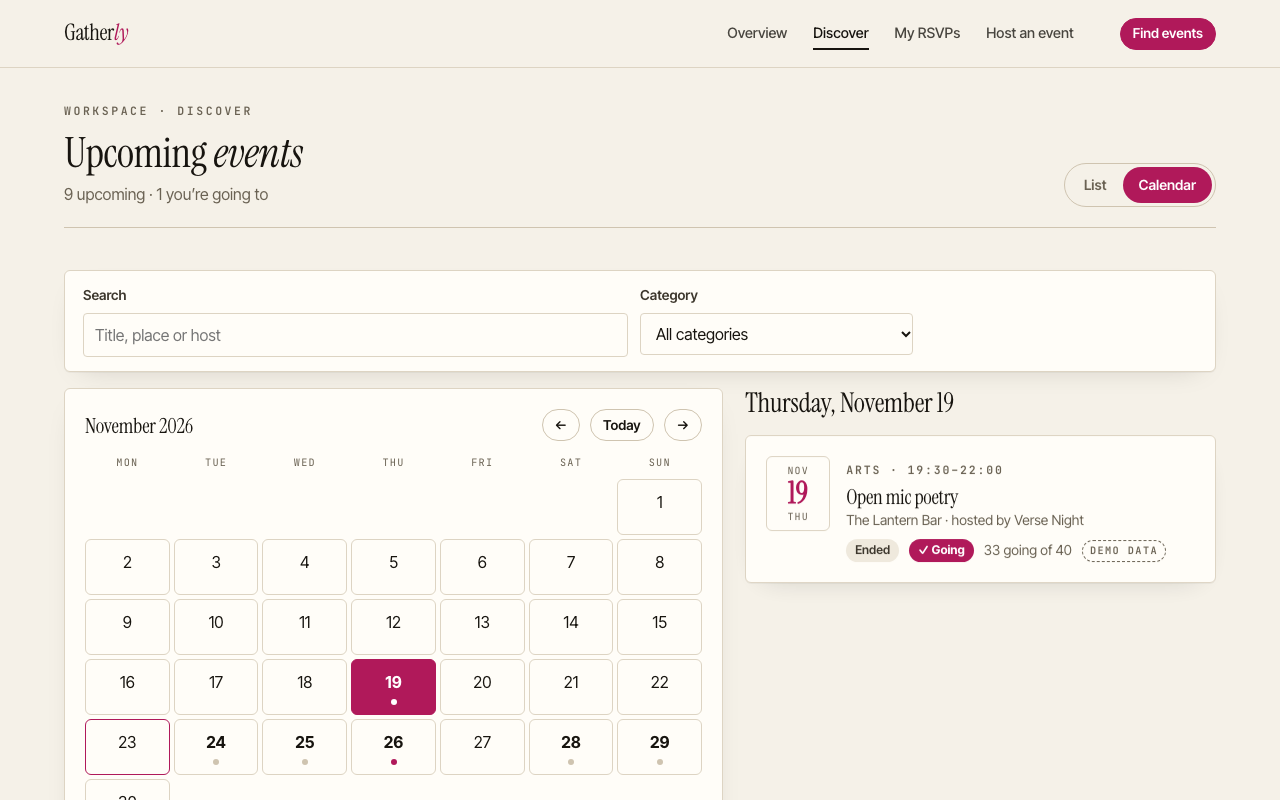 Gatherly
Overview Discover My RSVPs Host an event Find events
WORKSPACE · DISCOVER
Upcoming events
9 upcoming · 1 you’re going to
List Calendar
Search
Title, place or host
Category
All categories
November 2026
← Today →
MON TUE WED THU FRI SAT SUN
1
2 3 4 5 6 7 8
9 10 11 12 13 14 15
16 17 18 19 20 21 22
23 24 25 26 27 28 29
30
Thursday, November 19
NOV
19
THU
ARTS · 19:30–22:00
Open mic poetry
The Lantern Bar · hosted by Verse Night
Ended ✓ Going 33 going of 40 DEMO DATA